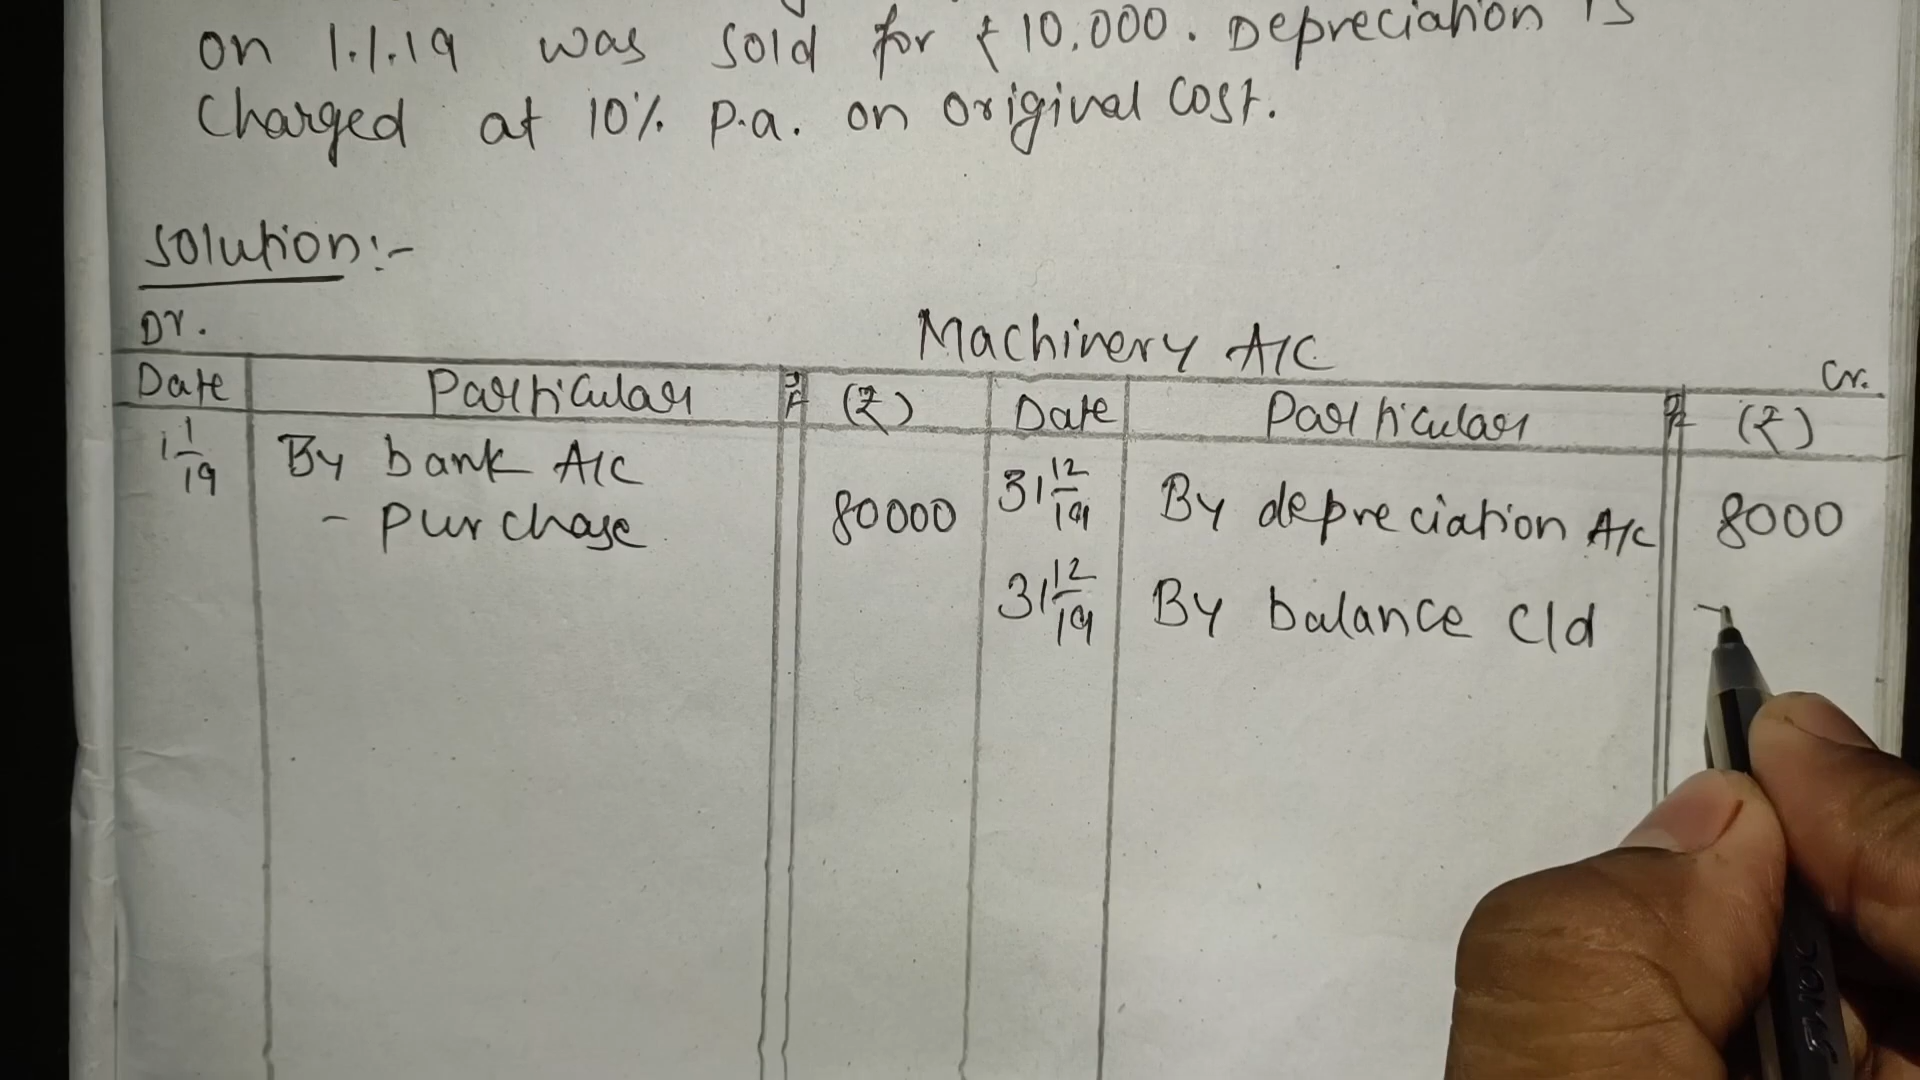 on 1.1.19 was sold for ₹10,000. Depreciation is
Charged at 10% p.a. on original cost.
Solution:-
Dr.
Machinery A/C
Cr.
Date Particular (₹) Date Particular (₹)
1 1/19 By bank A/C
- purchase 80000
31 12/19 By depreciation A/c 8000
31 12/19 By balance c/d